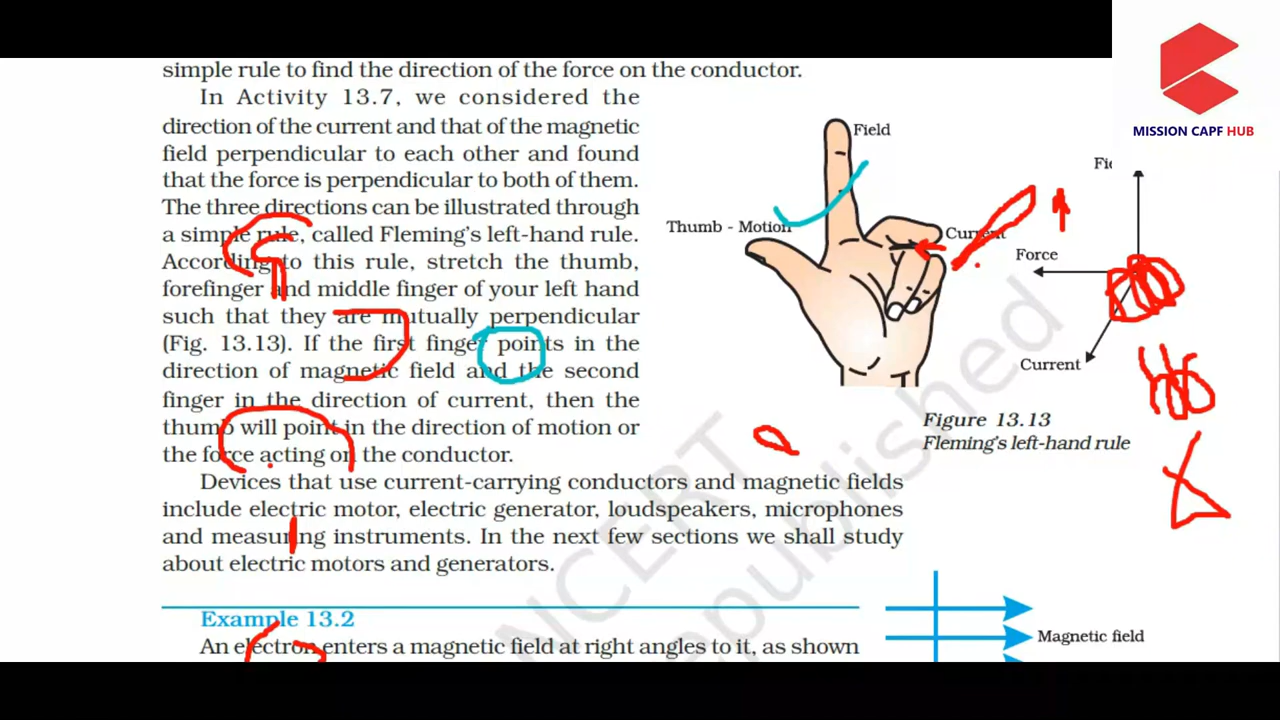 simple rule to find the direction of the force on the conductor.
In Activity 13.7, we considered the
direction of the current and that of the magnetic
field perpendicular to each other and found
that the force is perpendicular to both of them.
The three directions can be illustrated through
a simple rule, called Fleming's left-hand rule.
According to this rule, stretch the thumb,
forefinger and middle finger of your left hand
such that they are mutually perpendicular
(Fig. 13.13). If the first finger points in the
direction of magnetic field and the second
finger in the direction of current, then the
thumb will point in the direction of motion or
the force acting on the conductor.
Devices that use current-carrying conductors and magnetic fields
include electric motor, electric generator, loudspeakers, microphones
and measuring instruments. In the next few sections we shall study
about electric motors and generators.
Example 13.2
An electron enters a magnetic field at right angles to it, as shown
Field
Thumb - Motion
Current
Force
Current
Figure 13.13
Fleming's left-hand rule
Magnetic field
NCERT
republished
MISSION CAPF HUB